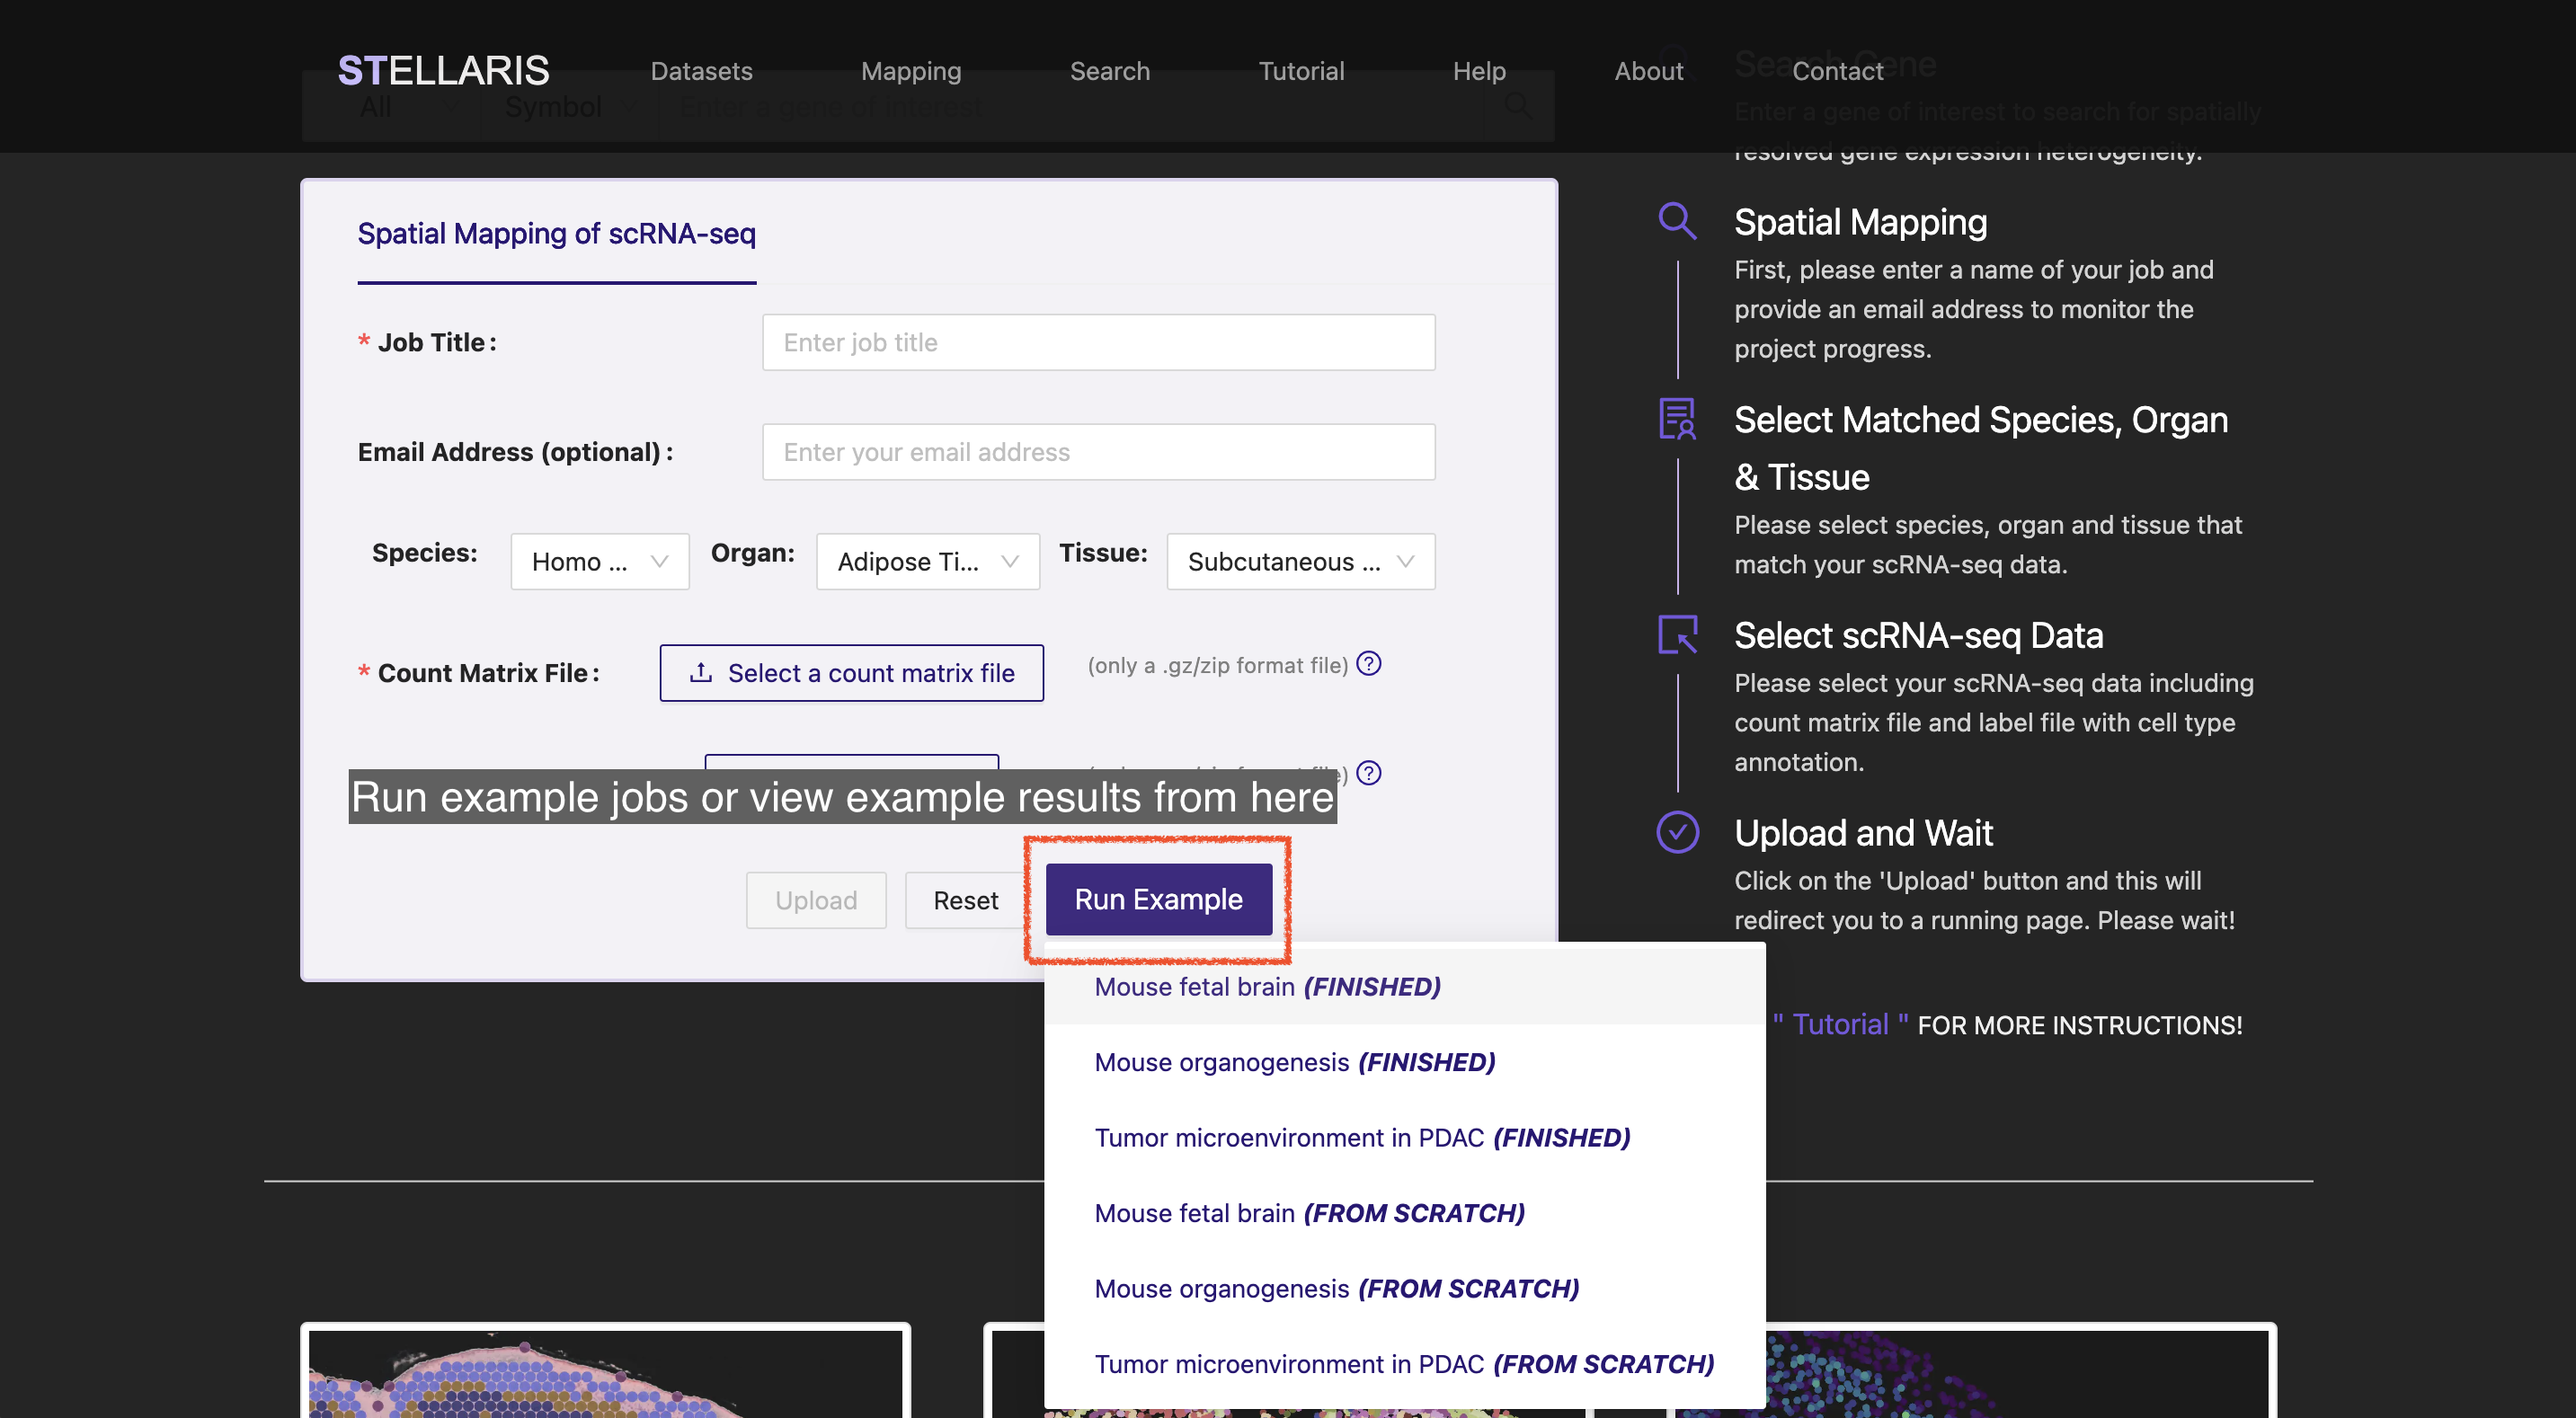 STELLARIS
Datasets
Mapping
Search
Tutorial
Help
About
Contact
All
Symbol
Enter a gene of interest
Search Gene
Enter a gene of interest to search for spatially
resolved gene expression heterogeneity.
Spatial Mapping of scRNA-seq
* Job Title :
Enter job title
Email Address (optional) :
Enter your email address
Species:
Homo ...
Organ:
Adipose Ti...
Tissue:
Subcutaneous ...
* Count Matrix File :
Select a count matrix file
(only a .gz/zip format file)
Run example jobs or view example results from here
Upload
Reset
Run Example
Mouse fetal brain (FINISHED)
Mouse organogenesis (FINISHED)
Tumor microenvironment in PDAC (FINISHED)
Mouse fetal brain (FROM SCRATCH)
Mouse organogenesis (FROM SCRATCH)
Tumor microenvironment in PDAC (FROM SCRATCH)
Spatial Mapping
First, please enter a name of your job and
provide an email address to monitor the
project progress.
Select Matched Species, Organ
& Tissue
Please select species, organ and tissue that
match your scRNA-seq data.
Select scRNA-seq Data
Please select your scRNA-seq data including
count matrix file and label file with cell type
annotation.
Upload and Wait
Click on the 'Upload' button and this will
redirect you to a running page. Please wait!
" Tutorial " FOR MORE INSTRUCTIONS!